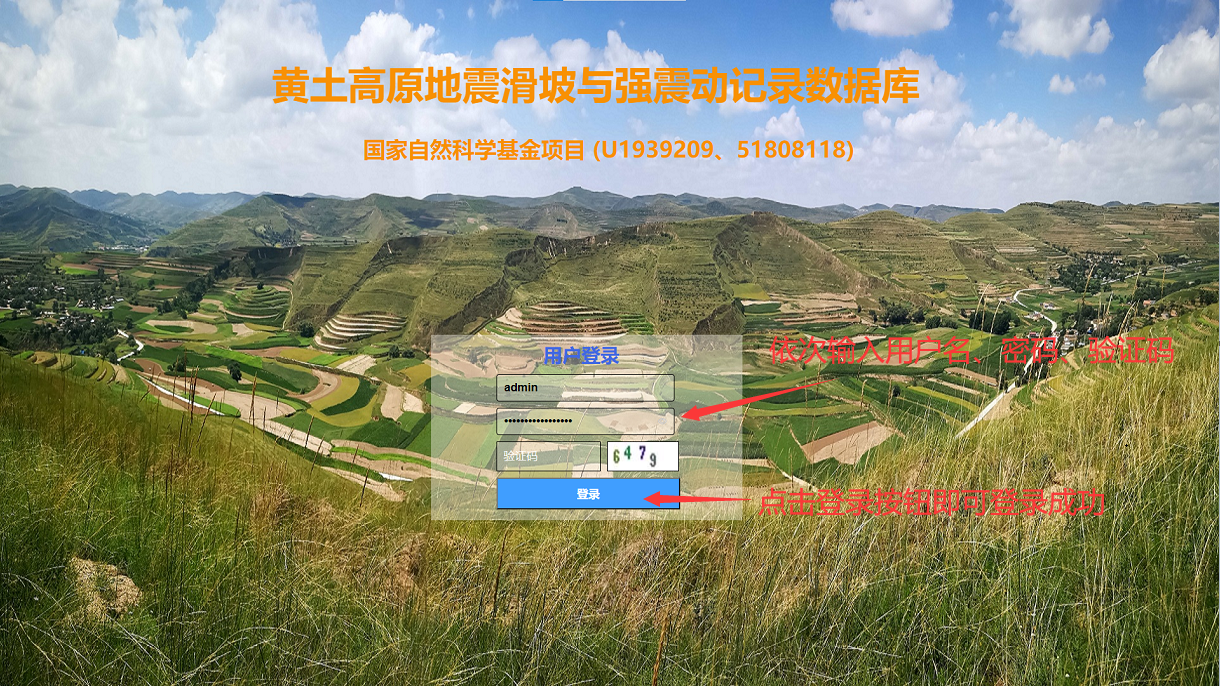 黄土高原地震滑坡与强震动记录数据库
国家自然科学基金项目 (U1939209、51808118)
用户登录
依次输入用户名、密码、验证码
admin
•••••••••••••••••
验证码
6479
登录
点击登录按钮即可登录成功